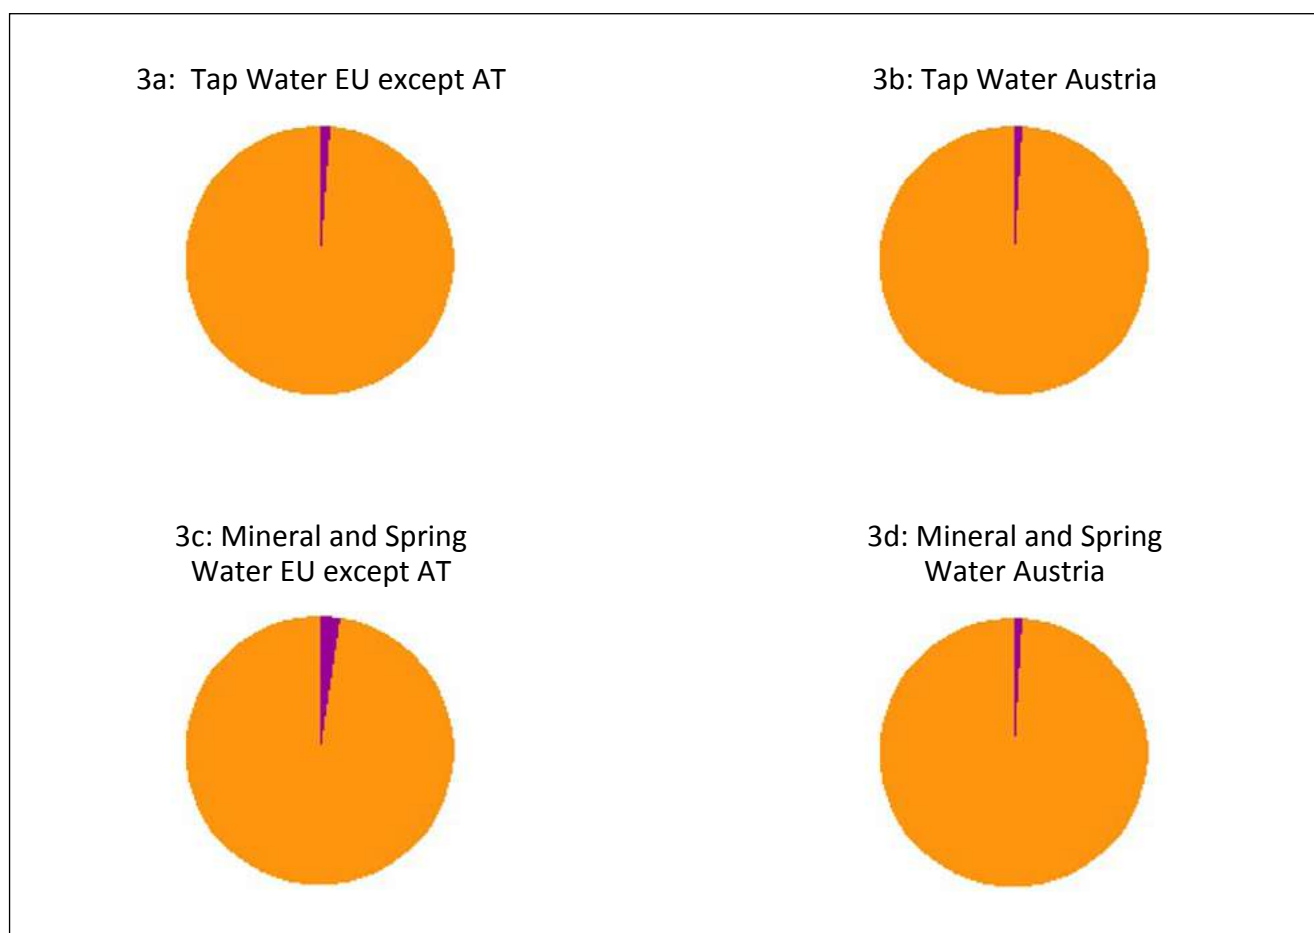 3a:  Tap Water EU except AT
3b: Tap Water Austria
3c: Mineral and Spring
Water EU except AT
3d: Mineral and Spring
Water Austria